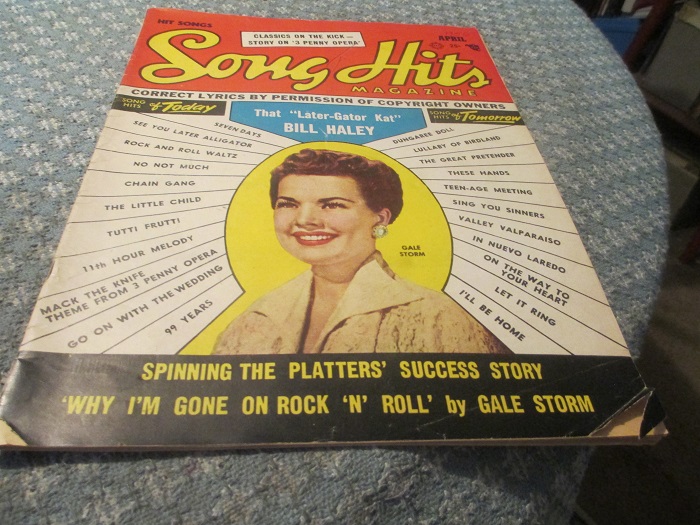 HIT SONGS
CLASSICS ON THE KICK—
STORY ON '3 PENNY OPERA'
APRIL
Song Hits
MAGAZINE
CORRECT LYRICS BY PERMISSION OF COPYRIGHT OWNERS
SONG HITS of Today
SEVEN DAYS
SEE YOU LATER ALLIGATOR
ROCK AND ROLL WALTZ
NO NOT MUCH
CHAIN GANG
THE LITTLE CHILD
TUTTI FRUTTI
11th HOUR MELODY
MACK THE KNIFE
THEME FROM 3 PENNY OPERA
GO ON WITH THE WEDDING
99 YEARS
That "Later-Gator Kat"
BILL HALEY
SONG HITS of Tomorrow
DUNGAREE DOLL
LULLABY OF BIRDLAND
THE GREAT PRETENDER
THESE HANDS
TEEN-AGE MEETING
SING YOU SINNERS
VALLEY VALPARAISO
IN NUEVO LAREDO
ON THE WAY TO
YOUR HEART
LET IT RING
I'LL BE HOME
GALE
STORM
SPINNING THE PLATTERS' SUCCESS STORY
'WHY I'M GONE ON ROCK 'N' ROLL' by GALE STORM